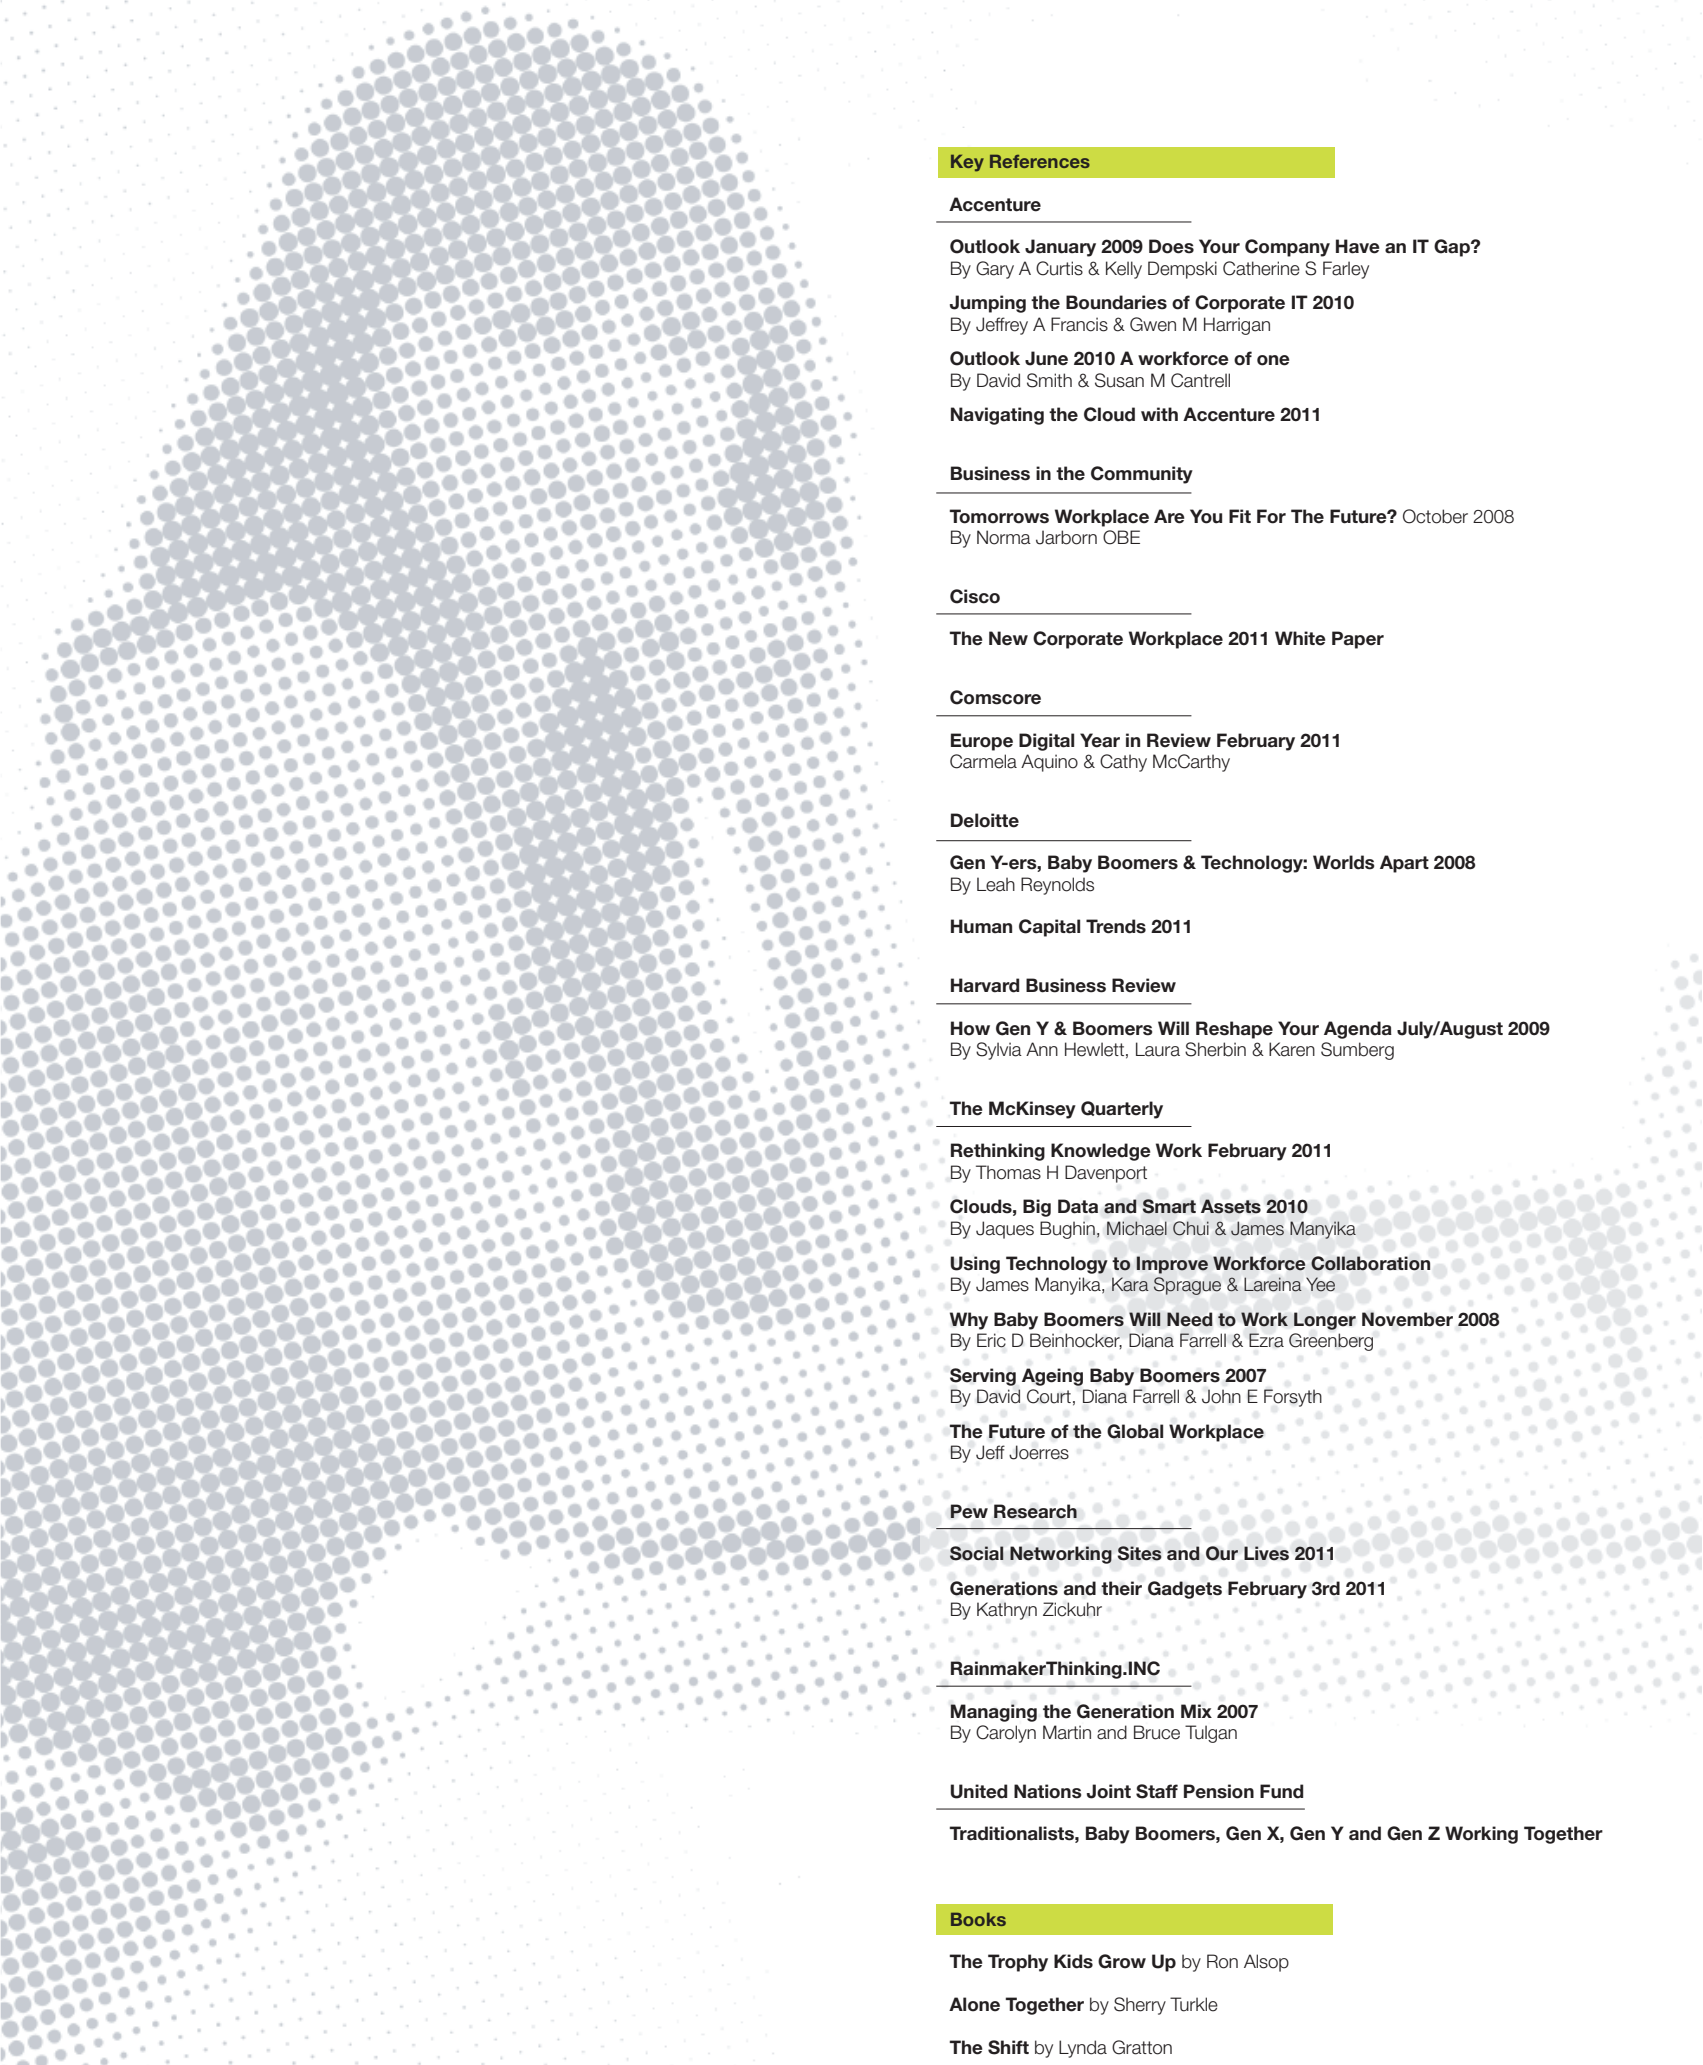 Key References
Accenture
Outlook January 2009 Does Your Company Have an IT Gap?
By Gary A Curtis & Kelly Dempski Catherine S Farley
Jumping the Boundaries of Corporate IT 2010
By Jeffrey A Francis & Gwen M Harrigan
Outlook June 2010 A workforce of one
By David Smith & Susan M Cantrell
Navigating the Cloud with Accenture 2011
Business in the Community
Tomorrows Workplace Are You Fit For The Future? October 2008
By Norma Jarborn OBE
Cisco
The New Corporate Workplace 2011 White Paper
Comscore
Europe Digital Year in Review February 2011
Carmela Aquino & Cathy McCarthy
Deloitte
Gen Y-ers, Baby Boomers & Technology: Worlds Apart 2008
By Leah Reynolds
Human Capital Trends 2011
Harvard Business Review
How Gen Y & Boomers Will Reshape Your Agenda July/August 2009
By Sylvia Ann Hewlett, Laura Sherbin & Karen Sumberg
The McKinsey Quarterly
Rethinking Knowledge Work February 2011
By Thomas H Davenport
Clouds, Big Data and Smart Assets 2010
By Jaques Bughin, Michael Chui & James Manyika
Using Technology to Improve Workforce Collaboration
By James Manyika, Kara Sprague & Lareina Yee
Why Baby Boomers Will Need to Work Longer November 2008
By Eric D Beinhocker, Diana Farrell & Ezra Greenberg
Serving Ageing Baby Boomers 2007
By David Court, Diana Farrell & John E Forsyth
The Future of the Global Workplace
By Jeff Joerres
Pew Research
Social Networking Sites and Our Lives 2011
Generations and their Gadgets February 3rd 2011
By Kathryn Zickuhr
RainmakerThinking.INC
Managing the Generation Mix 2007
By Carolyn Martin and Bruce Tulgan
United Nations Joint Staff Pension Fund
Traditionalists, Baby Boomers, Gen X, Gen Y and Gen Z Working Together
Books
The Trophy Kids Grow Up by Ron Alsop
Alone Together by Sherry Turkle
The Shift by Lynda Gratton